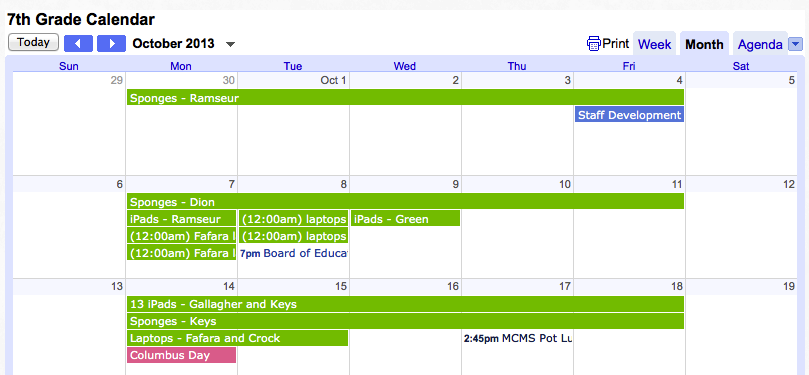 7th Grade Calendar
Today October 2013 Print Week Month Agenda
Sun Mon Tue Wed Thu Fri Sat
29 30 Oct 1 2 3 4 5
Sponges - Ramseur
Staff Development
6 7 8 9 10 11 12
Sponges - Dion
iPads - Ramseur (12:00am) laptops iPads - Green
(12:00am) Fafara l (12:00am) laptops
(12:00am) Fafara l 7pm Board of Educa
13 14 15 16 17 18 19
13 iPads - Gallagher and Keys
Sponges - Keys
Laptops - Fafara and Crock 2:45pm MCMS Pot Lu
Columbus Day